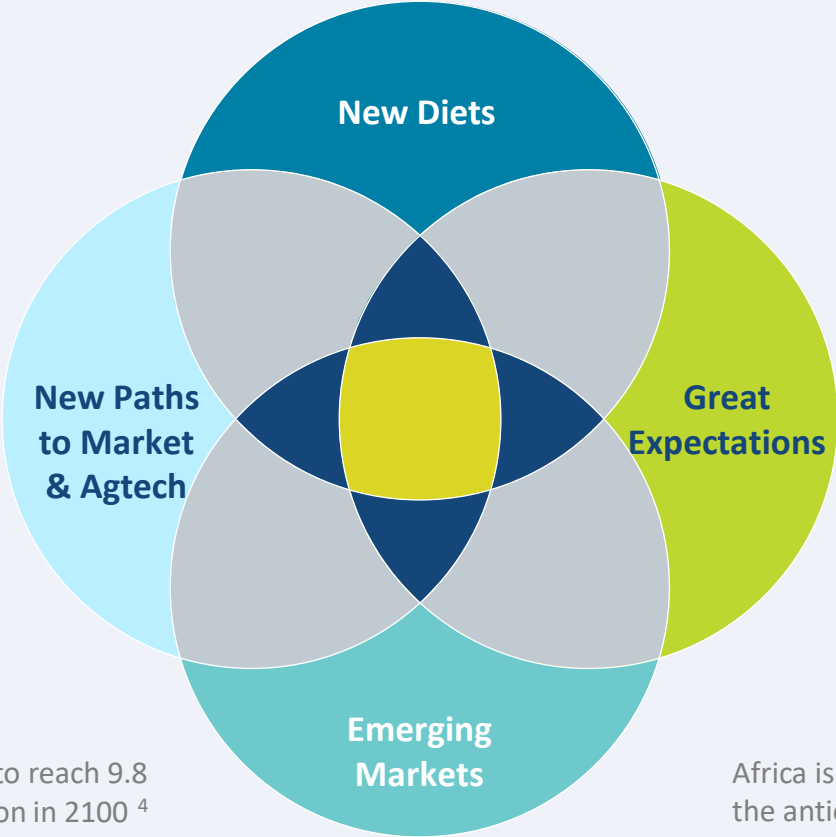 New Diets
New Paths
to Market
& Agtech
Great
Expectations
Emerging
Markets
to reach 9.8
on in 2100 ⁴
Africa is
the